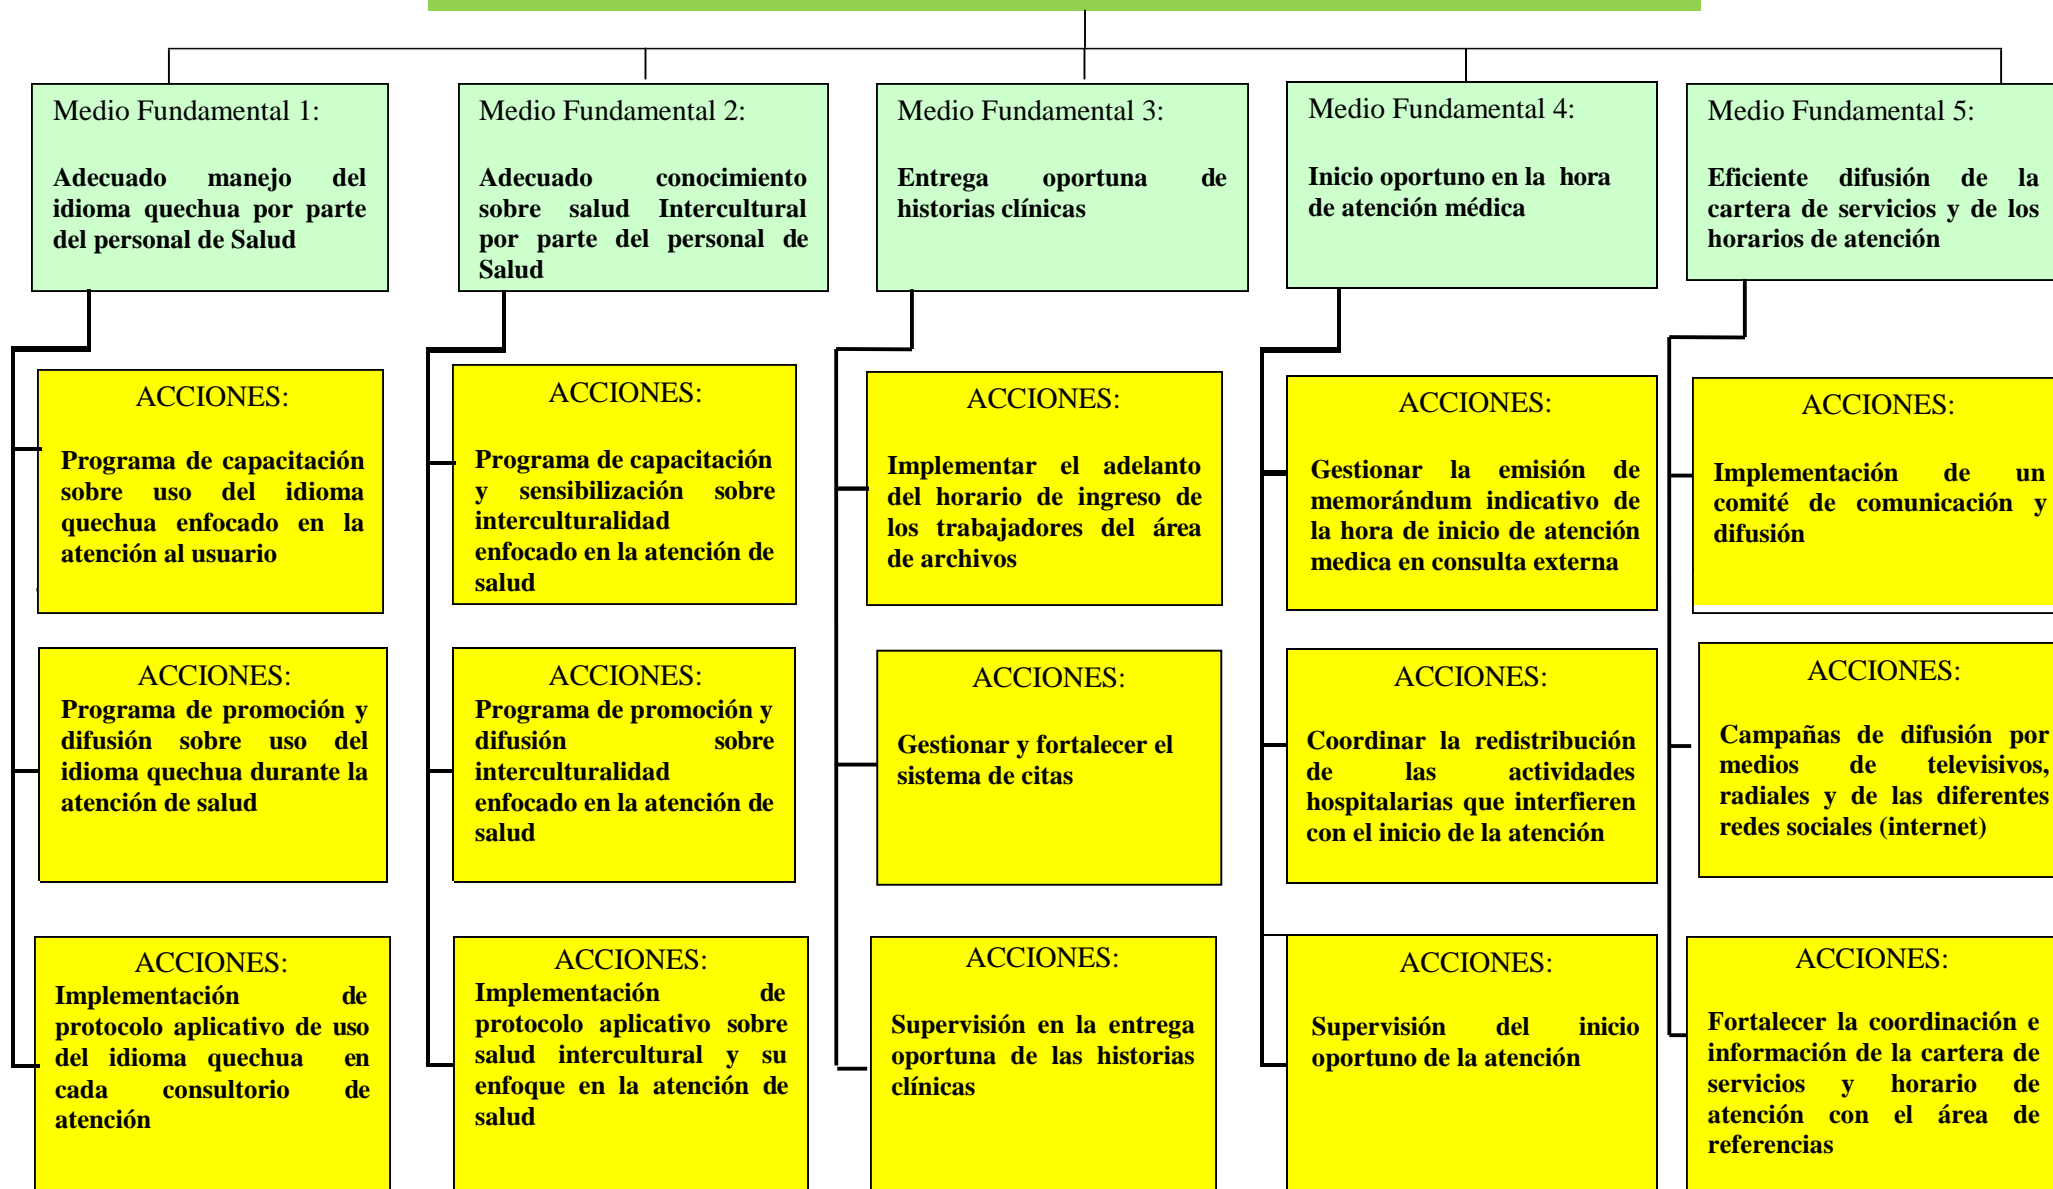 Medio Fundamental 1:
Adecuado manejo del
idioma quechua por parte
del personal de Salud
Medio Fundamental 2:
Adecuado conocimiento
sobre salud Intercultural
por parte del personal de
Salud
Medio Fundamental 3:
Entrega oportuna de
historias clínicas
Medio Fundamental 4:
Inicio oportuno en la hora
de atención médica
Medio Fundamental 5:
Eficiente difusión de la
cartera de servicios y de los
horarios de atención
ACCIONES:
Programa de capacitación
sobre uso del idioma
quechua enfocado en la
atención al usuario
ACCIONES:
Programa de capacitación
y sensibilización sobre
interculturalidad
enfocado en la atención de
salud
ACCIONES:
Implementar el adelanto
del horario de ingreso de
los trabajadores del área
de archivos
ACCIONES:
Gestionar la emisión de
memorándum indicativo de
la hora de inicio de atención
medica en consulta externa
ACCIONES:
Implementación de un
comité de comunicación y
difusión
ACCIONES:
Programa de promoción y
difusión sobre uso del
idioma quechua durante la
atención de salud
ACCIONES:
Programa de promoción y
difusión sobre
interculturalidad
enfocado en la atención de
salud
ACCIONES:
Gestionar y fortalecer el
sistema de citas
ACCIONES:
Coordinar la redistribución
de las actividades
hospitalarias que interfieren
con el inicio de la atención
ACCIONES:
Campañas de difusión por
medios de televisivos,
radiales y de las diferentes
redes sociales (internet)
ACCIONES:
Implementación de
protocolo aplicativo de uso
del idioma quechua en
cada consultorio de
atención
ACCIONES:
Implementación de
protocolo aplicativo sobre
salud intercultural y su
enfoque en la atención de
salud
ACCIONES:
Supervisión en la entrega
oportuna de las historias
clínicas
ACCIONES:
Supervisión del inicio
oportuno de la atención
ACCIONES:
Fortalecer la coordinación e
información de la cartera de
servicios y horario de
atención con el área de
referencias